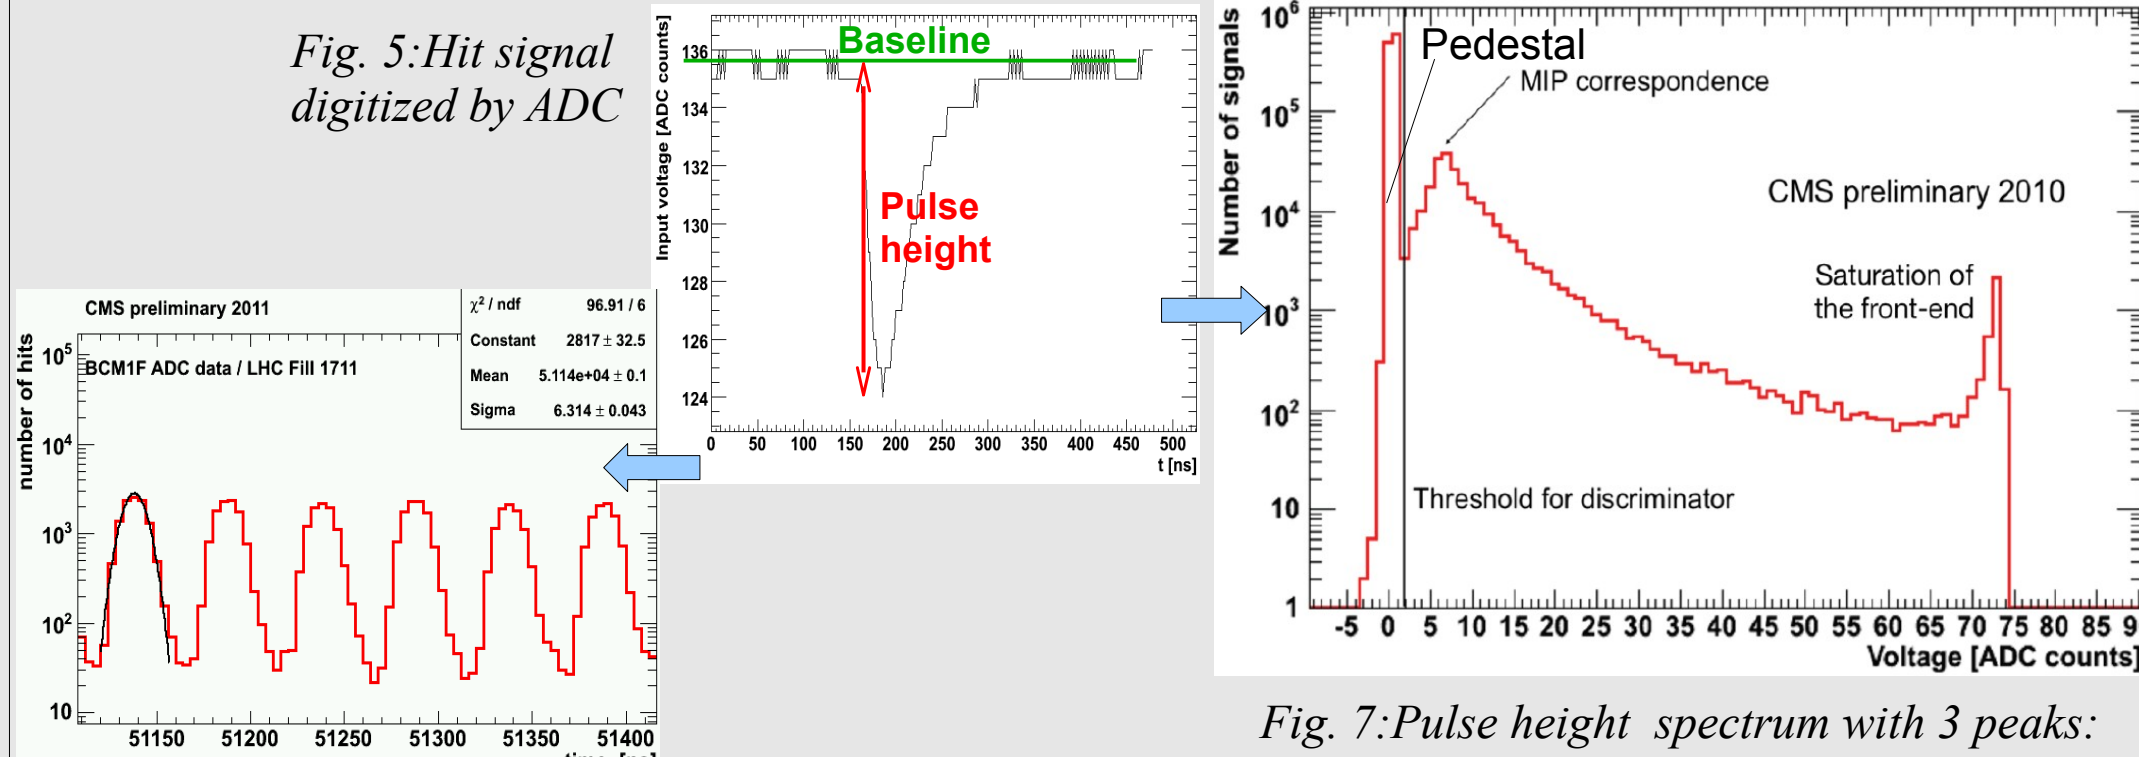 Fig. 5:Hit signal
digitized by ADC
Input voltage [ADC counts]
136
134
132
130
128
126
124
Baseline
Pulse
height
0 50 100 150 200 250 300 350 400 450 500
t [ns]
CMS preliminary 2011
χ² / ndf 96.91 / 6
Constant 2817 ± 32.5
Mean 5.114e+04 ± 0.1
Sigma 6.314 ± 0.043
number of hits
BCM1F ADC data / LHC Fill 1711
10⁵
10⁴
10³
10²
10
51150 51200 51250 51300 51350 51400
Number of signals
10⁶
10⁵
10⁴
10³
10²
10
1
Pedestal
MIP correspondence
CMS preliminary 2010
Saturation of
the front-end
Threshold for discriminator
-5 0 5 10 15 20 25 30 35 40 45 50 55 60 65 70 75 80 85 9
Voltage [ADC counts]
Fig. 7:Pulse height spectrum with 3 peaks: